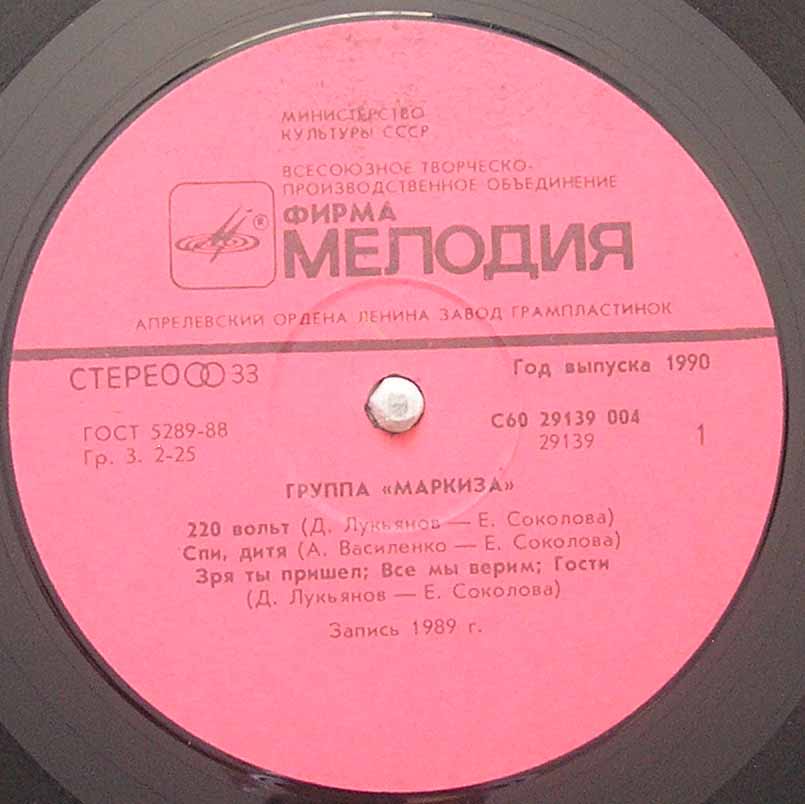 МИНИСТЕРСТВО
КУЛЬТУРЫ СССР
ВСЕСОЮЗНОЕ ТВОРЧЕСКО-
ПРОИЗВОДСТВЕННОЕ ОБЪЕДИНЕНИЕ
ФИРМА
®
МЕЛОДИЯ
АПРЕЛЕВСКИЙ ОРДЕНА ЛЕНИНА ЗАВОД ГРАМПЛАСТИНОК
СТЕРЕО 33
Год выпуска 1990
ГОСТ 5289-88
Гр. 3. 2-25
С60 29139 004
29139
1
ГРУППА «МАРКИЗА»
220 вольт (Д. Лукьянов — Е. Соколова)
Спи, дитя (А. Василенко — Е. Соколова)
Зря ты пришел; Все мы верим; Гости
(Д. Лукьянов — Е. Соколова)
Запись 1989 г.